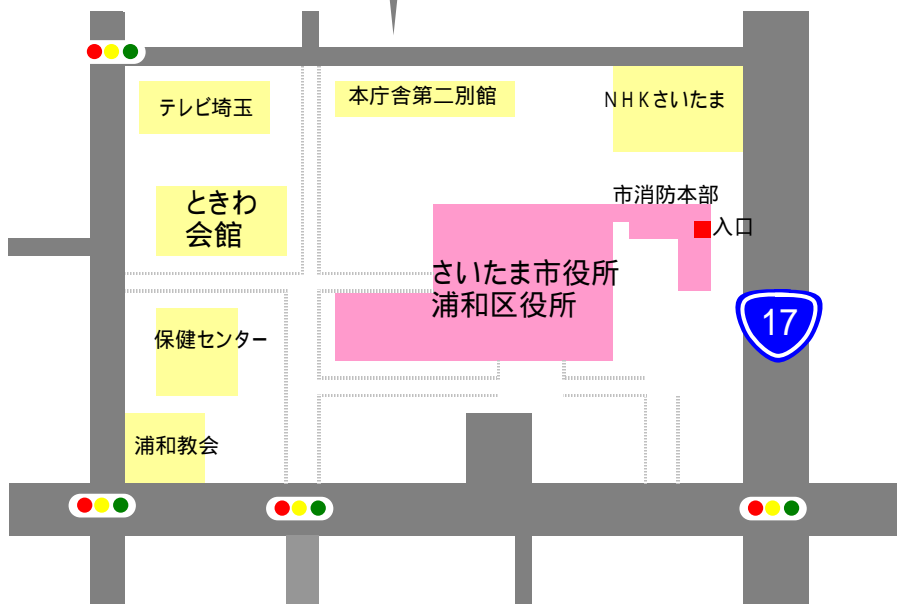 テレビ埼玉
本庁舎第二別館
NHKさいたま
ときわ
会館
市消防本部
入口
さいたま市役所
浦和区役所
17
保健センター
浦和教会